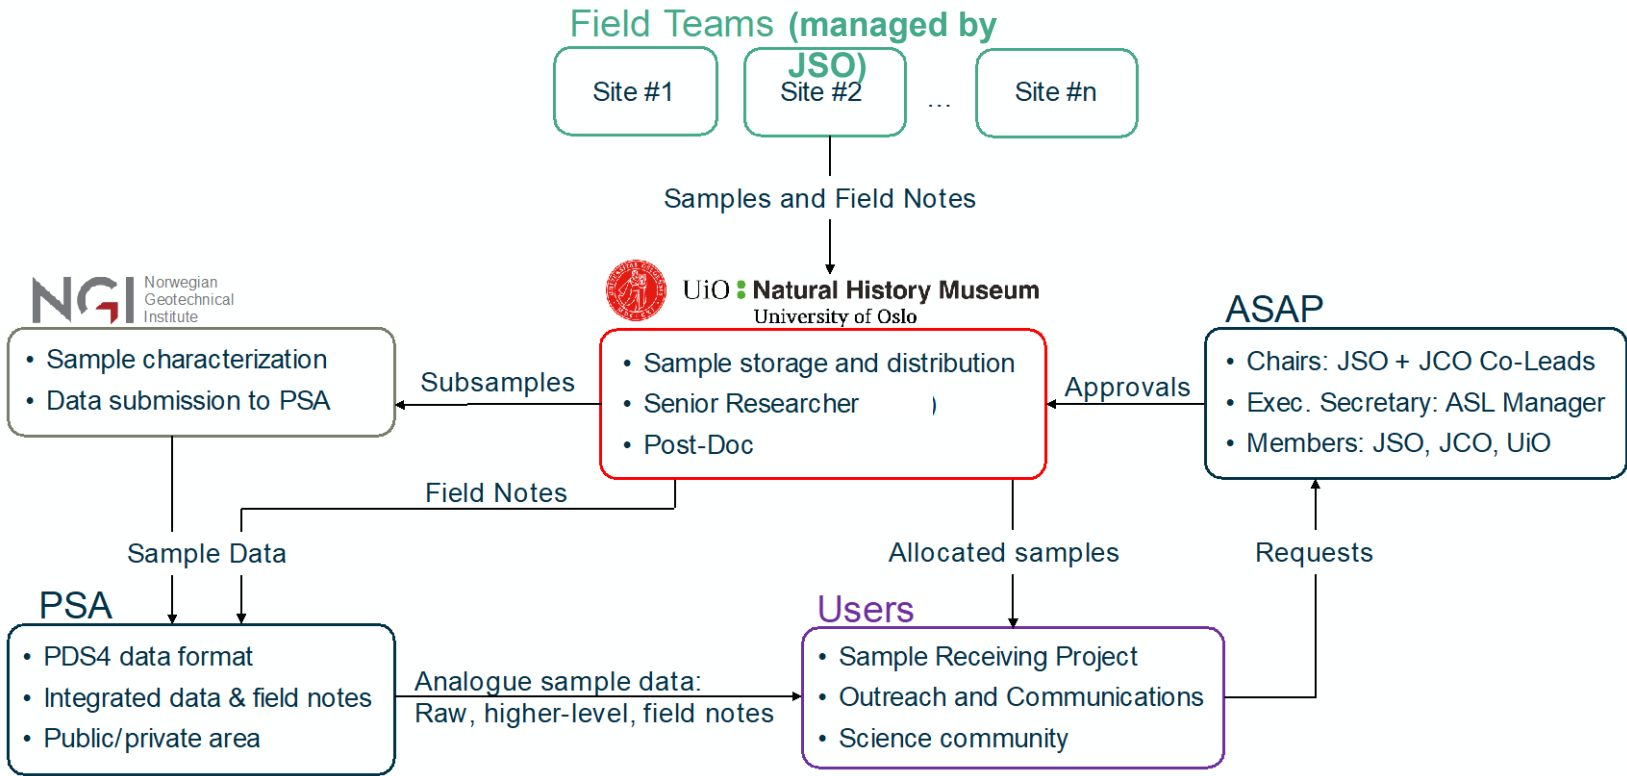 Field Teams (managed by
JSO)
Site #1
Site #2
...
Site #n
Samples and Field Notes
NGI
Norwegian
Geotechnical
Institute
UiO : Natural History Museum
University of Oslo
ASAP
• Sample characterization
• Data submission to PSA
Subsamples
• Sample storage and distribution
• Senior Researcher )
• Post-Doc
Approvals
• Chairs: JSO + JCO Co-Leads
• Exec. Secretary: ASL Manager
• Members: JSO, JCO, UiO
Field Notes
Sample Data
Allocated samples
Requests
PSA
• PDS4 data format
• Integrated data & field notes
• Public/private area
Analogue sample data:
Raw, higher-level, field notes
Users
• Sample Receiving Project
• Outreach and Communications
• Science community